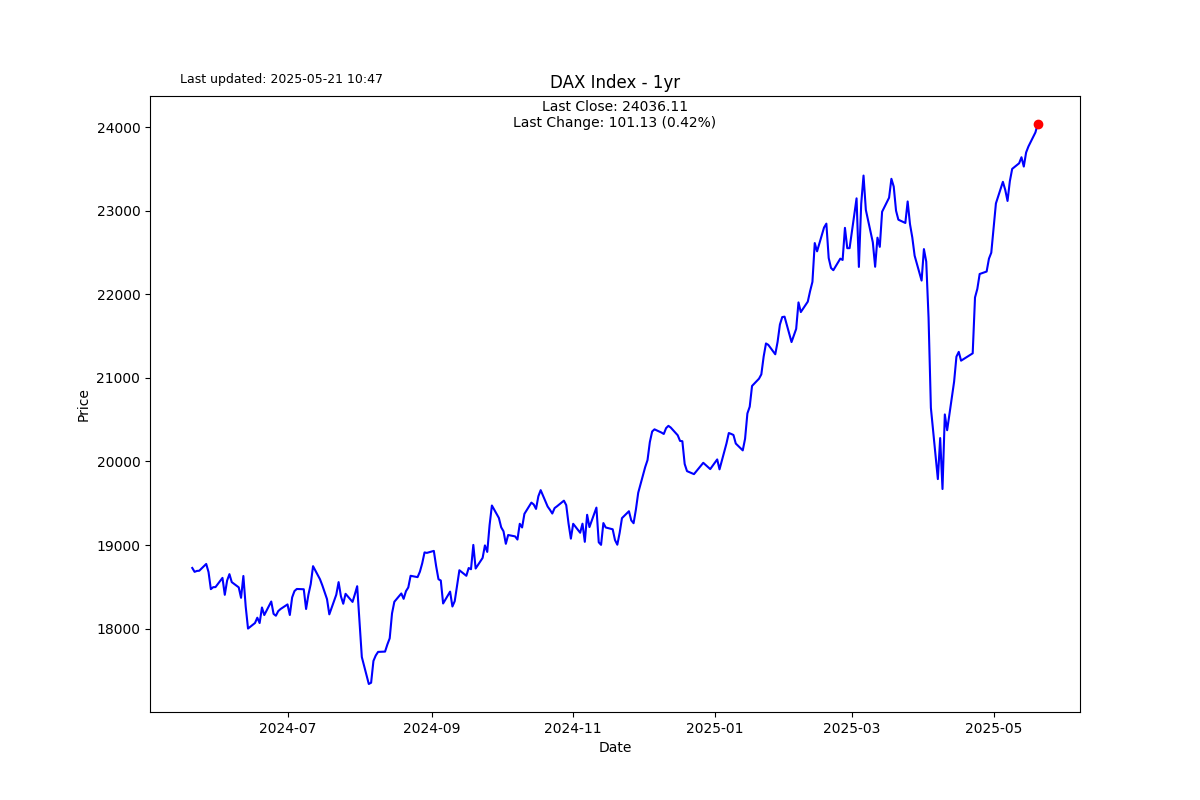 Last updated: 2025-05-21 10:47
DAX Index - 1yr
Last Close: 24036.11
Last Change: 101.13 (0.42%)
24000
23000
22000
21000
20000
19000
18000
Price
2024-07
2024-09
2024-11
2025-01
2025-03
2025-05
Date